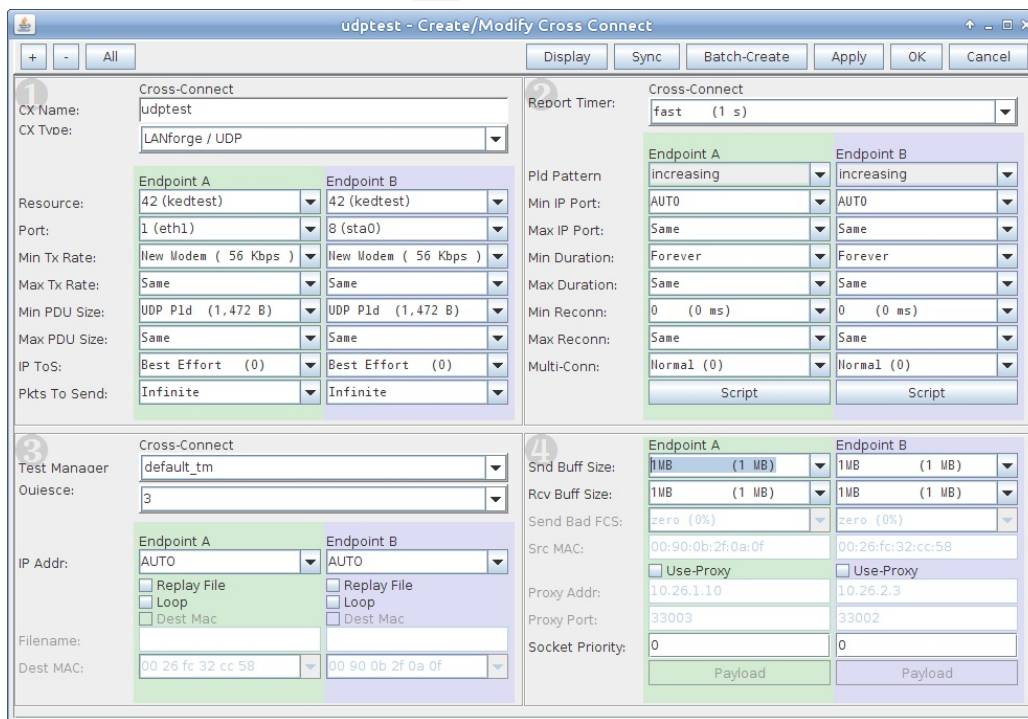 udptest - Create/Modify Cross Connect
+ - All Display Sync Batch-Create Apply OK Cancel
1
Cross-Connect
CX Name: udptest
CX Type: LANforge / UDP
Endpoint A Endpoint B
Resource: 42 (kedtest) 42 (kedtest)
Port: 1 (eth1) 8 (sta0)
Min Tx Rate: New Modem ( 56 Kbps ) New Modem ( 56 Kbps )
Max Tx Rate: Same Same
Min PDU Size: UDP Pld (1,472 B) UDP Pld (1,472 B)
Max PDU Size: Same Same
IP ToS: Best Effort (0) Best Effort (0)
Pkts To Send: Infinite Infinite
2
Cross-Connect
Report Timer: fast (1 s)
Endpoint A Endpoint B
Pld Pattern increasing increasing
Min IP Port: AUTO AUTO
Max IP Port: Same Same
Min Duration: Forever Forever
Max Duration: Same Same
Min Reconn: 0 (0 ms) 0 (0 ms)
Max Reconn: Same Same
Multi-Conn: Normal (0) Normal (0)
Script Script
3
Cross-Connect
Test Manager default_tm
Quiesce: 3
Endpoint A Endpoint B
IP Addr: AUTO AUTO
Replay File Replay File
Loop Loop
Dest Mac Dest Mac
Filename:
Dest MAC: 00 26 fc 32 cc 58 00 90 0b 2f 0a 0f
4
Endpoint A Endpoint B
Snd Buff Size: 1MB (1 MB) 1MB (1 MB)
Rcv Buff Size: 1MB (1 MB) 1MB (1 MB)
Send Bad FCS: zero (0%) zero (0%)
Src MAC: 00:90:0b:2f:0a:0f 00:26:fc:32:cc:58
Use-Proxy Use-Proxy
Proxy Addr: 10.26.1.10 10.26.2.3
Proxy Port: 33003 33002
Socket Priority: 0 0
Payload Payload